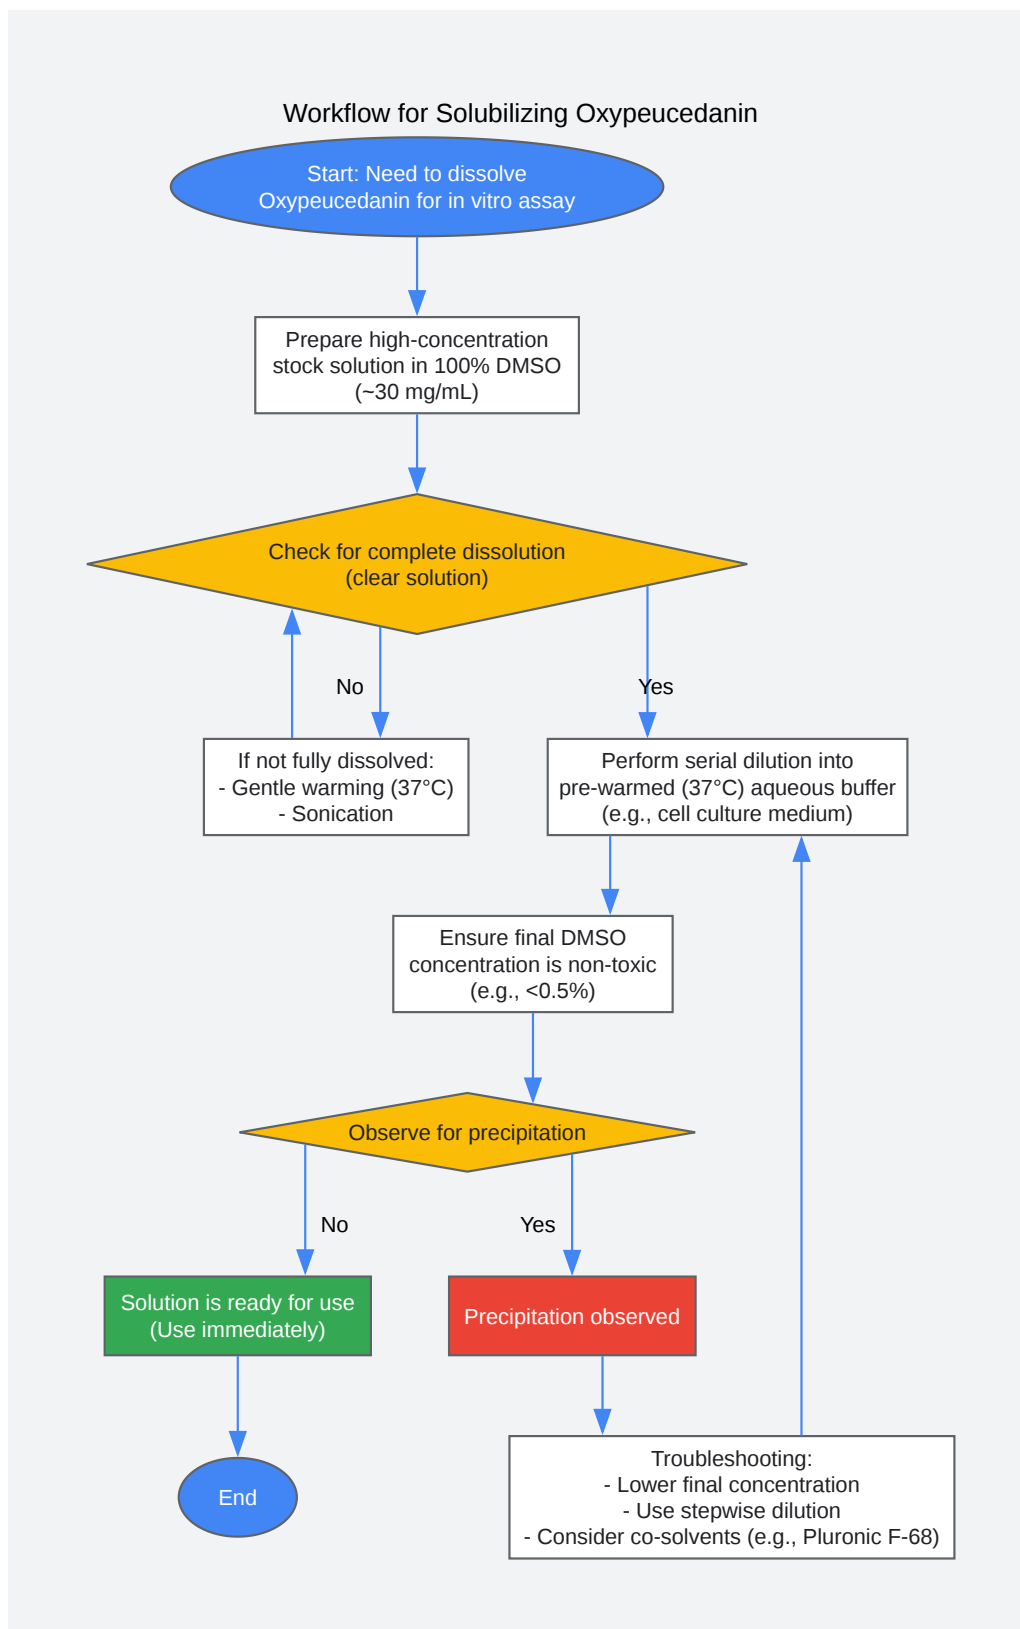 Workflow for Solubilizing Oxypeucedanin
Start: Need to dissolve
Oxypeucedanin for in vitro assay
Prepare high-concentration
stock solution in 100% DMSO
(~30 mg/mL)
Check for complete dissolution
(clear solution)
No
Yes
If not fully dissolved:
- Gentle warming (37°C)
- Sonication
Perform serial dilution into
pre-warmed (37°C) aqueous buffer
(e.g., cell culture medium)
Ensure final DMSO
concentration is non-toxic
(e.g., <0.5%)
Observe for precipitation
No
Yes
Solution is ready for use
(Use immediately)
Precipitation observed
End
Troubleshooting:
- Lower final concentration
- Use stepwise dilution
- Consider co-solvents (e.g., Pluronic F-68)